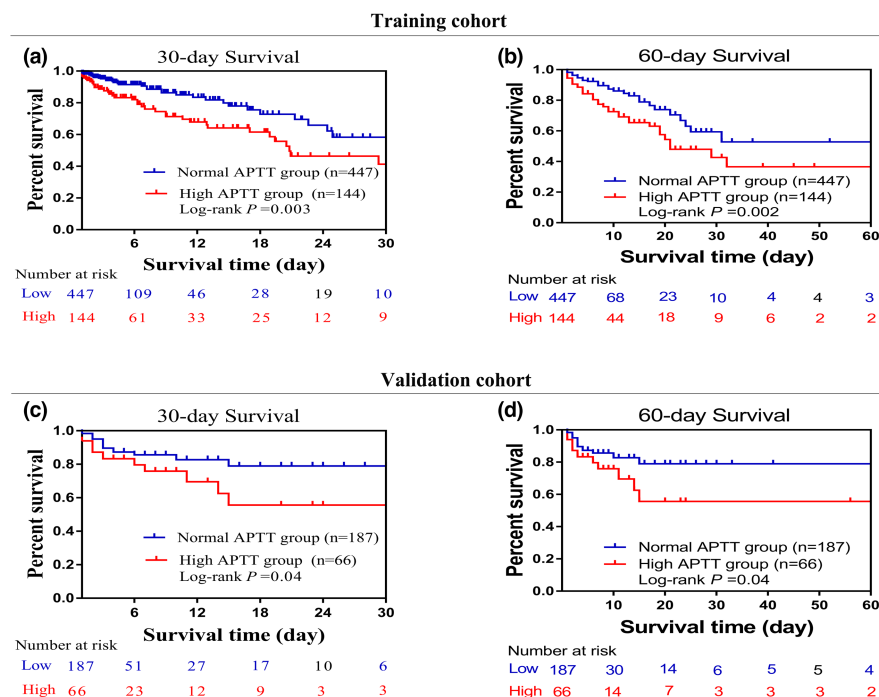 Training cohort
(a) 30-day Survival
Percent survival
1.0
0.8
0.6
0.4
0.2
0.0
Normal APTT group (n=447)
High APTT group (n=144)
Log-rank P =0.003
6 12 18 24 30
Survival time (day)
Number at risk
Low 447 109 46 28 19 10
High 144 61 33 25 12 9
(b) 60-day Survival
Percent survival
1.0
0.8
0.6
0.4
0.2
0.0
Normal APTT group (n=447)
High APTT group (n=144)
Log-rank P =0.002
10 20 30 40 50 60
Survival time (day)
Number at risk
Low 447 68 23 10 4 4 3
High 144 44 18 9 6 2 2
Validation cohort
(c) 30-day Survival
Percent survival
1.0
0.8
0.6
0.4
0.2
0.0
Normal APTT group (n=187)
High APTT group (n=66)
Log-rank P =0.04
6 12 18 24 30
Survival time (day)
Number at risk
Low 187 51 27 17 10 6
High 66 23 12 9 3 3
(d) 60-day Survival
Percent survival
1.0
0.8
0.6
0.4
0.2
0.0
Normal APTT group (n=187)
High APTT group (n=66)
Log-rank P =0.04
10 20 30 40 50 60
Survival time (day)
Number at risk
Low 187 30 14 6 5 5 4
High 66 14 7 3 3 3 2